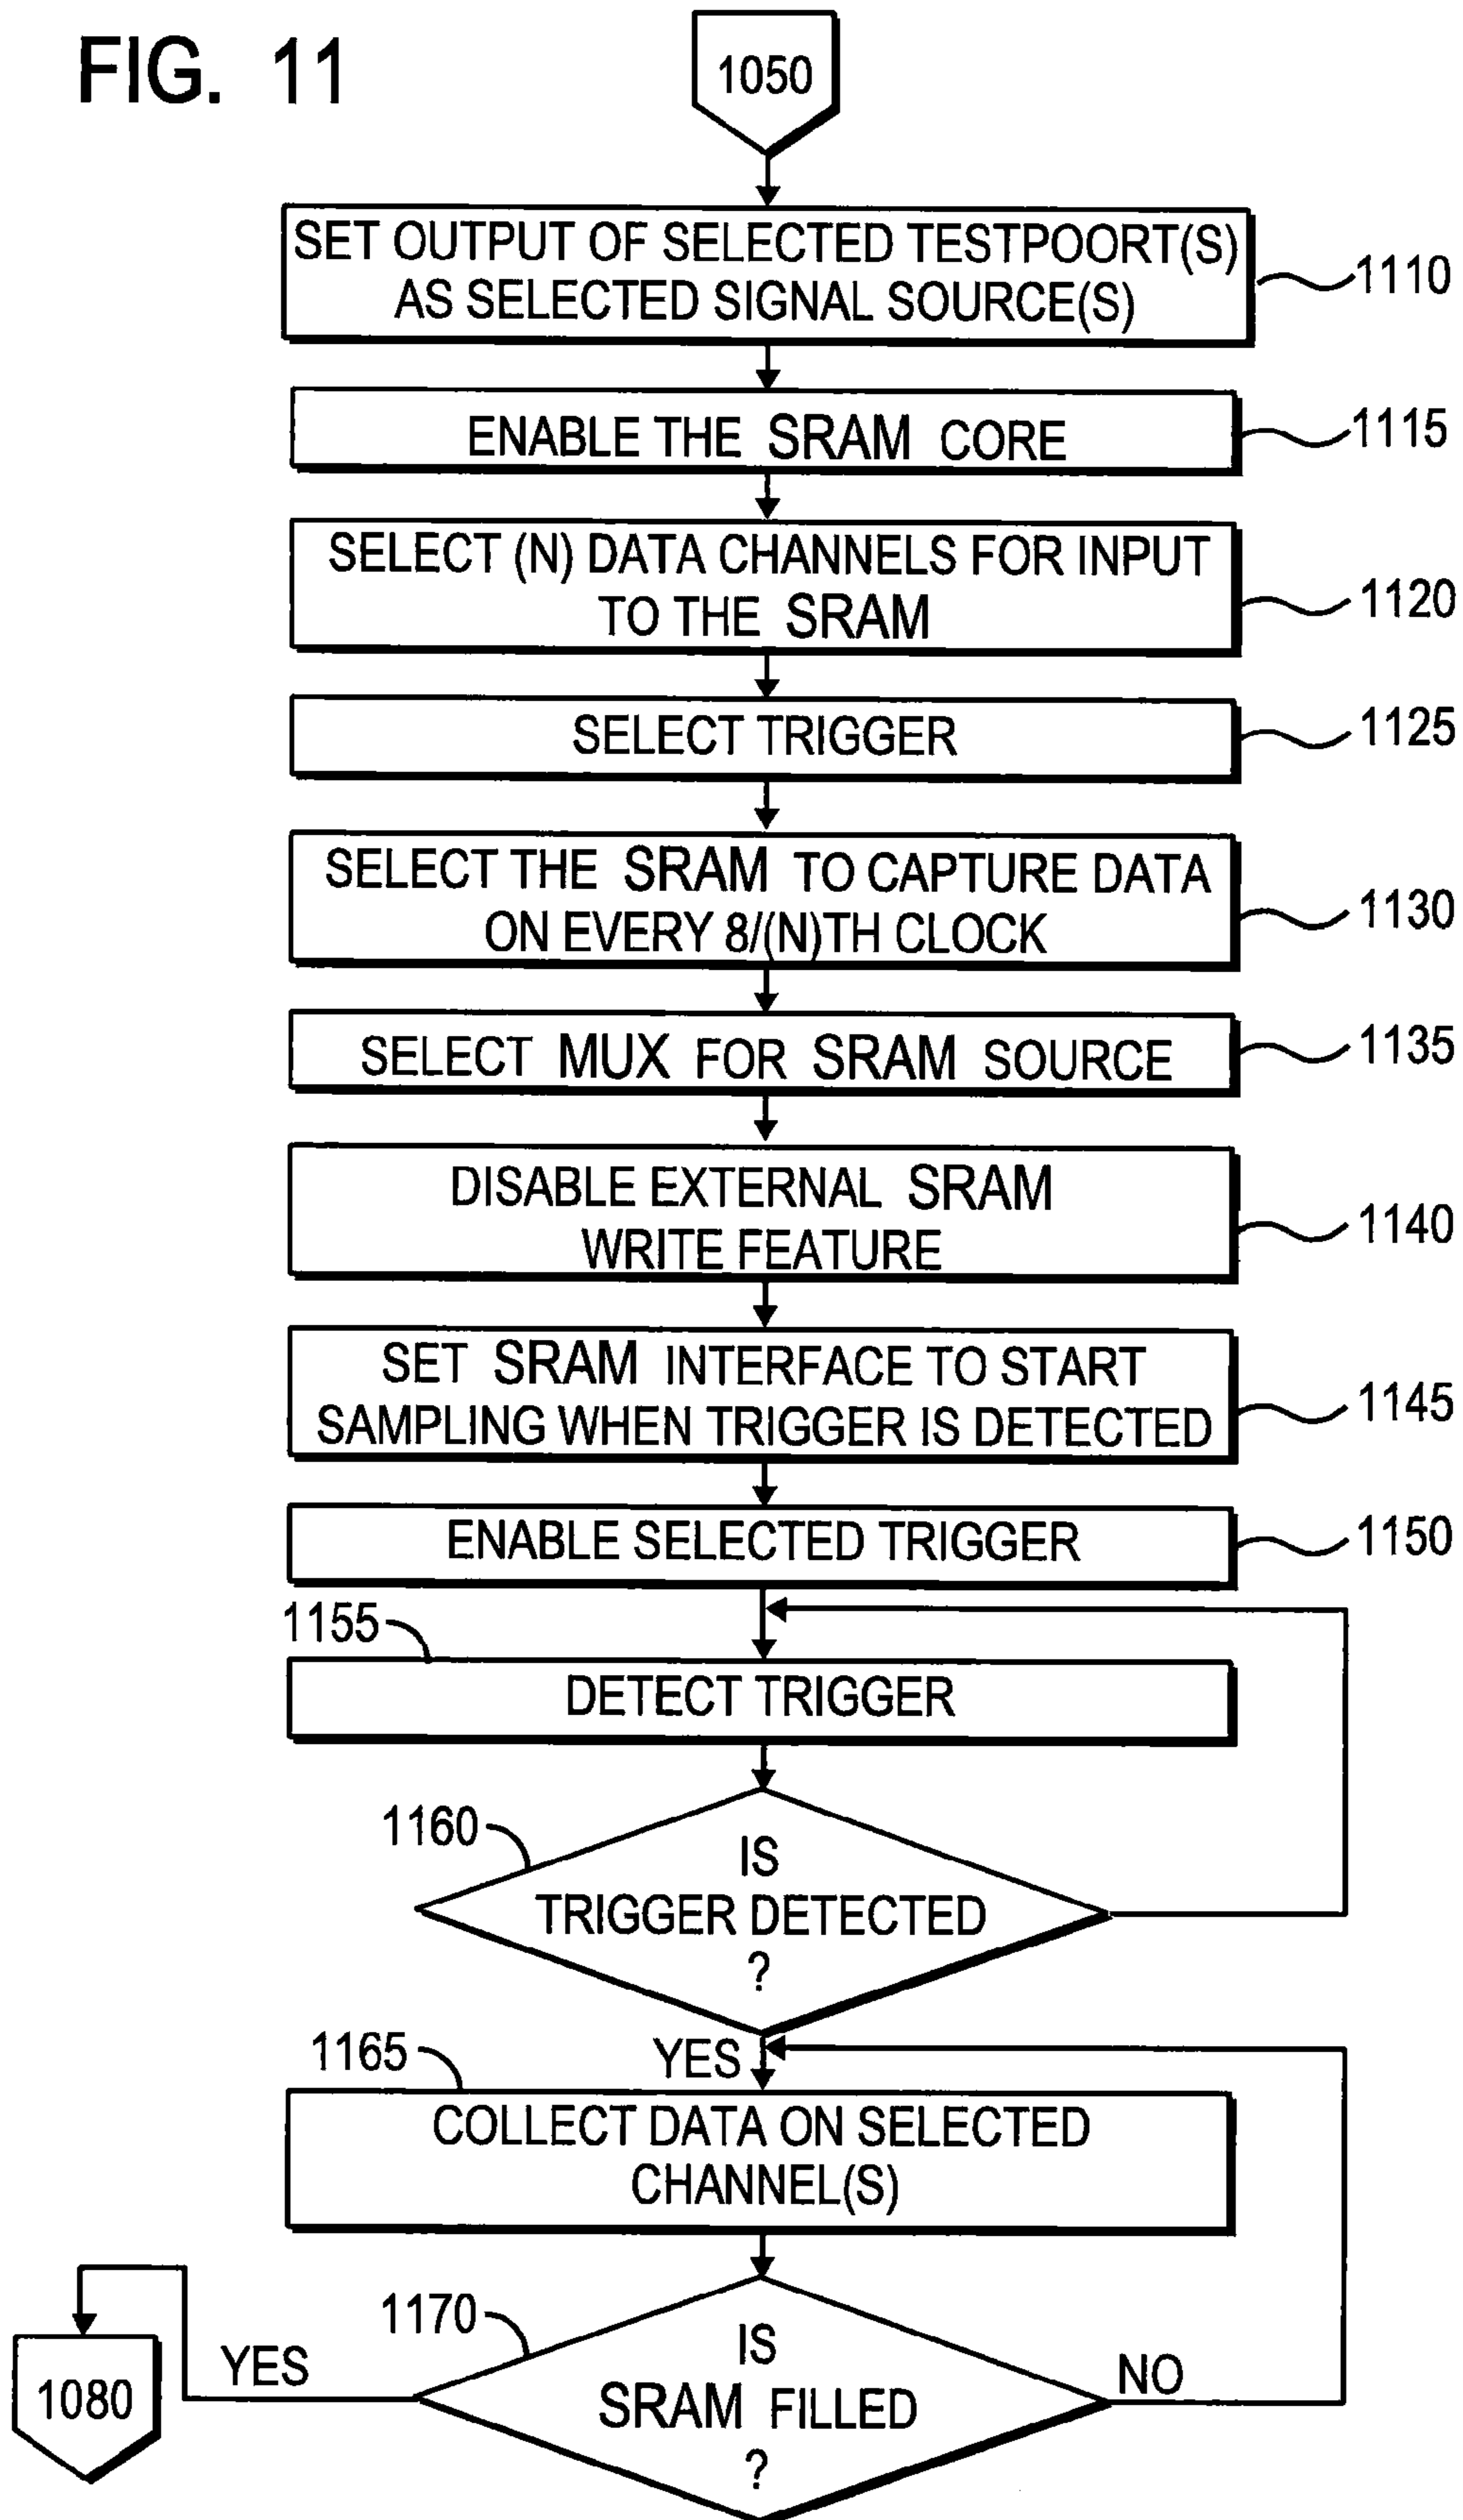 FIG. 11
1050
SET OUTPUT OF SELECTED TESTPOORT(S)
AS SELECTED SIGNAL SOURCE(S)
1110
ENABLE THE SRAM CORE
1115
SELECT (N) DATA CHANNELS FOR INPUT
TO THE SRAM
1120
SELECT TRIGGER
1125
SELECT THE SRAM TO CAPTURE DATA
ON EVERY 8/(N)TH CLOCK
1130
SELECT MUX FOR SRAM SOURCE
1135
DISABLE EXTERNAL SRAM
WRITE FEATURE
1140
SET SRAM INTERFACE TO START
SAMPLING WHEN TRIGGER IS DETECTED
1145
ENABLE SELECTED TRIGGER
1150
1155
DETECT TRIGGER
1160
IS
TRIGGER DETECTED
?
YES
1165
COLLECT DATA ON SELECTED
CHANNEL(S)
1170
IS
SRAM FILLED
?
YES
NO
1080